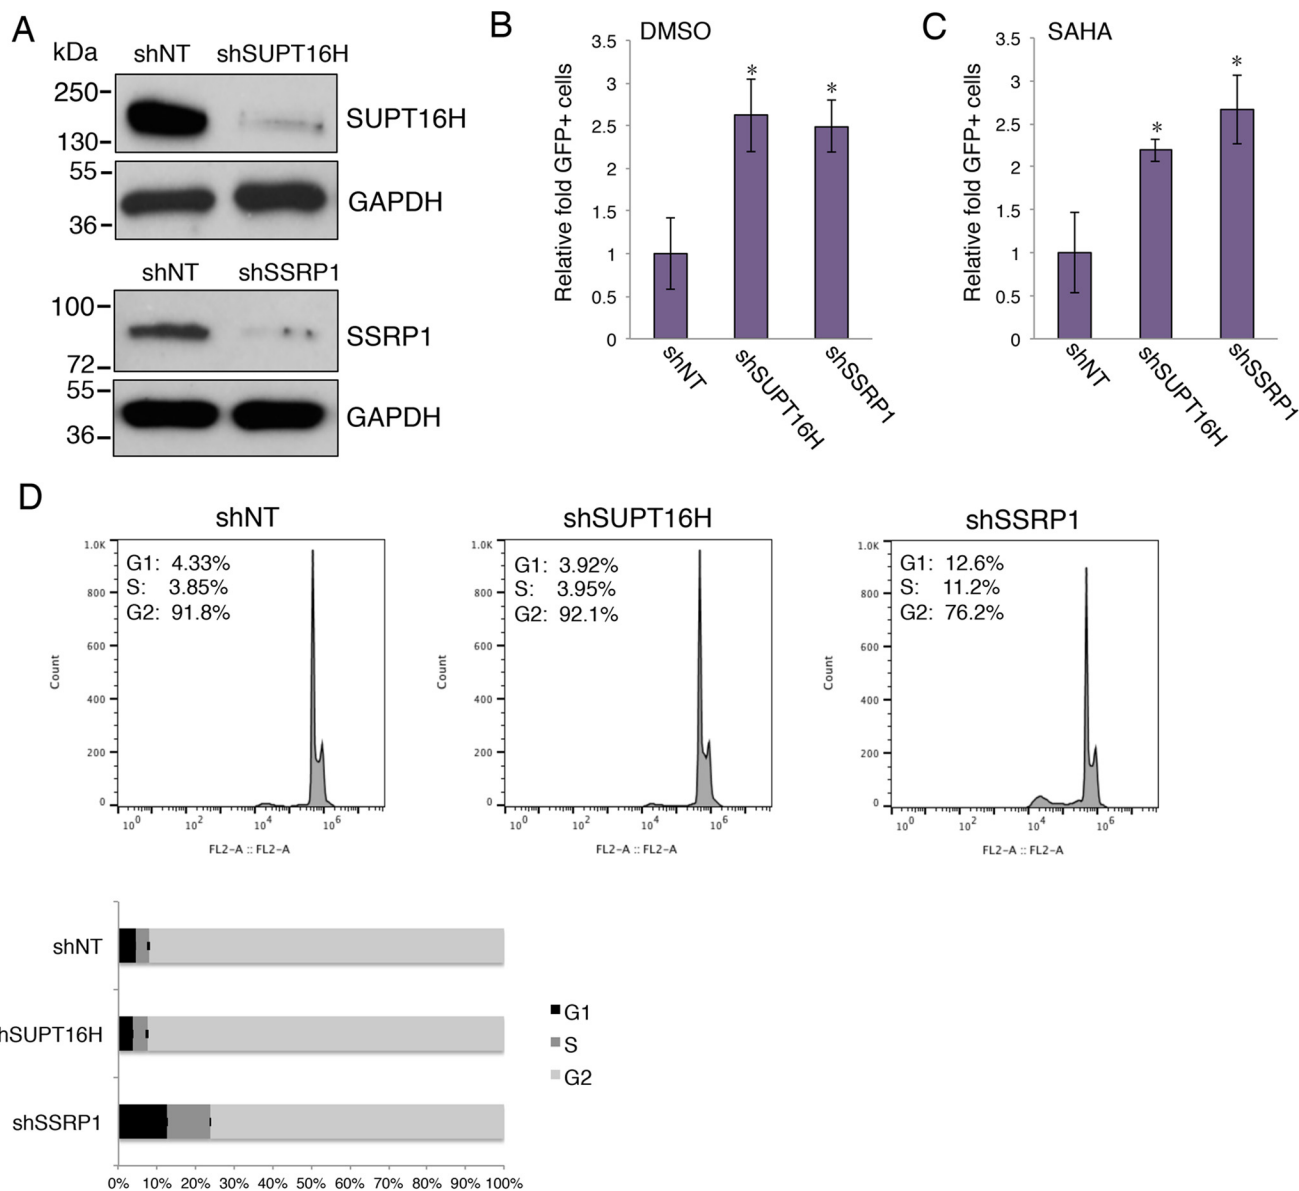 A
kDa
shNT
shSUPT16H
250
130
SUPT16H
55
36
GAPDH
shNT
shSSRP1
100
72
SSRP1
55
36
GAPDH
B
DMSO
Relative fold GFP+ cells
3.5
3
2.5
2
1.5
1
0.5
0
*
*
shNT
shSUPT16H
shSSRP1
C
SAHA
Relative fold GFP+ cells
3.5
3
2.5
2
1.5
1
0.5
0
*
*
shNT
shSUPT16H
shSSRP1
D
shNT
G1: 4.33%
S: 3.85%
G2: 91.8%
Count
1.0K
800
600
400
200
0
10^0 10^2 10^4 10^6
FL2-A :: FL2-A
shSUPT16H
G1: 3.92%
S: 3.95%
G2: 92.1%
Count
1.0K
800
600
400
200
0
10^0 10^2 10^4 10^6
FL2-A :: FL2-A
shSSRP1
G1: 12.6%
S: 11.2%
G2: 76.2%
Count
1.0K
800
600
400
200
0
10^0 10^2 10^4 10^6
FL2-A :: FL2-A
shNT
hSUPT16H
shSSRP1
0% 10% 20% 30% 40% 50% 60% 70% 80% 90% 100%
G1
S
G2